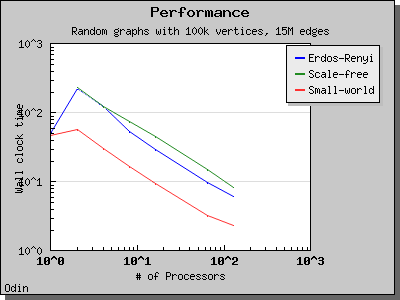 Performance
Random graphs with 100k vertices, 15M edges
10^3
Erdos-Renyi
Scale-free
Small-world
10^2
Wall clock time
10^1
10^0
10^0 10^1 10^2 10^3
# of Processors
Odin